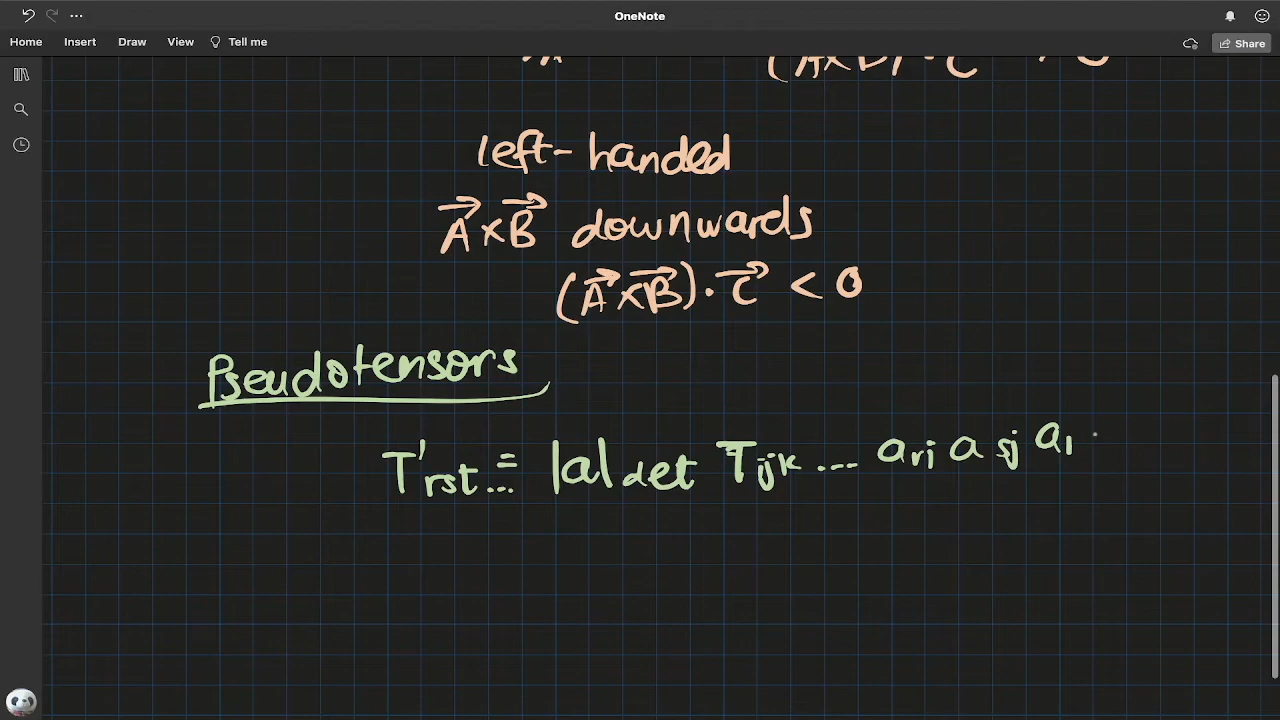 OneNote
Home Insert Draw View Tell me Share
left-handed
A×B downwards
(A×B)·C < 0
Pseudotensors
T'rst... = |a|det Tijk ... ari asj a